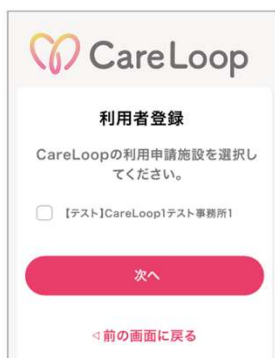 CareLoop
利用者登録
CareLoopの利用申請施設を選択し
てください。
【テスト】CareLoop1テスト事務所1
次へ
◁前の画面に戻る